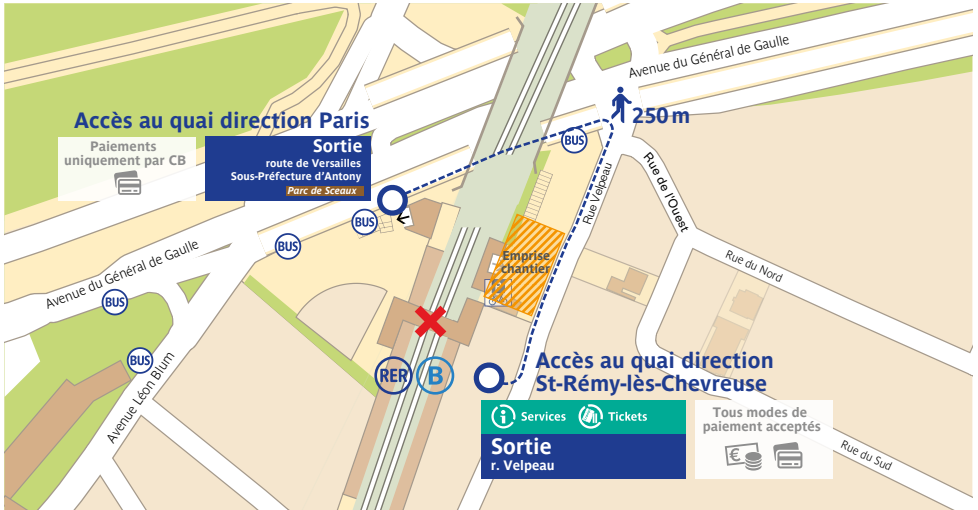 Avenue du Général de Gaulle
250 m
Accès au quai direction Paris
Paiements
uniquement par CB
Sortie
route de Versailles
Sous-Préfecture d'Antony
Parc de Sceaux
BUS
Rue Velpeau
Rue de l'Ouest
BUS
BUS
Rue du Nord
Avenue du Général de Gaulle
Emprise
chantier
BUS
BUS
Avenue Léon Blum
RER
B
Accès au quai direction
St-Rémy-lès-Chevreuse
Services
Tickets
Sortie
r. Velpeau
Tous modes de
paiement acceptés
€
Rue du Sud